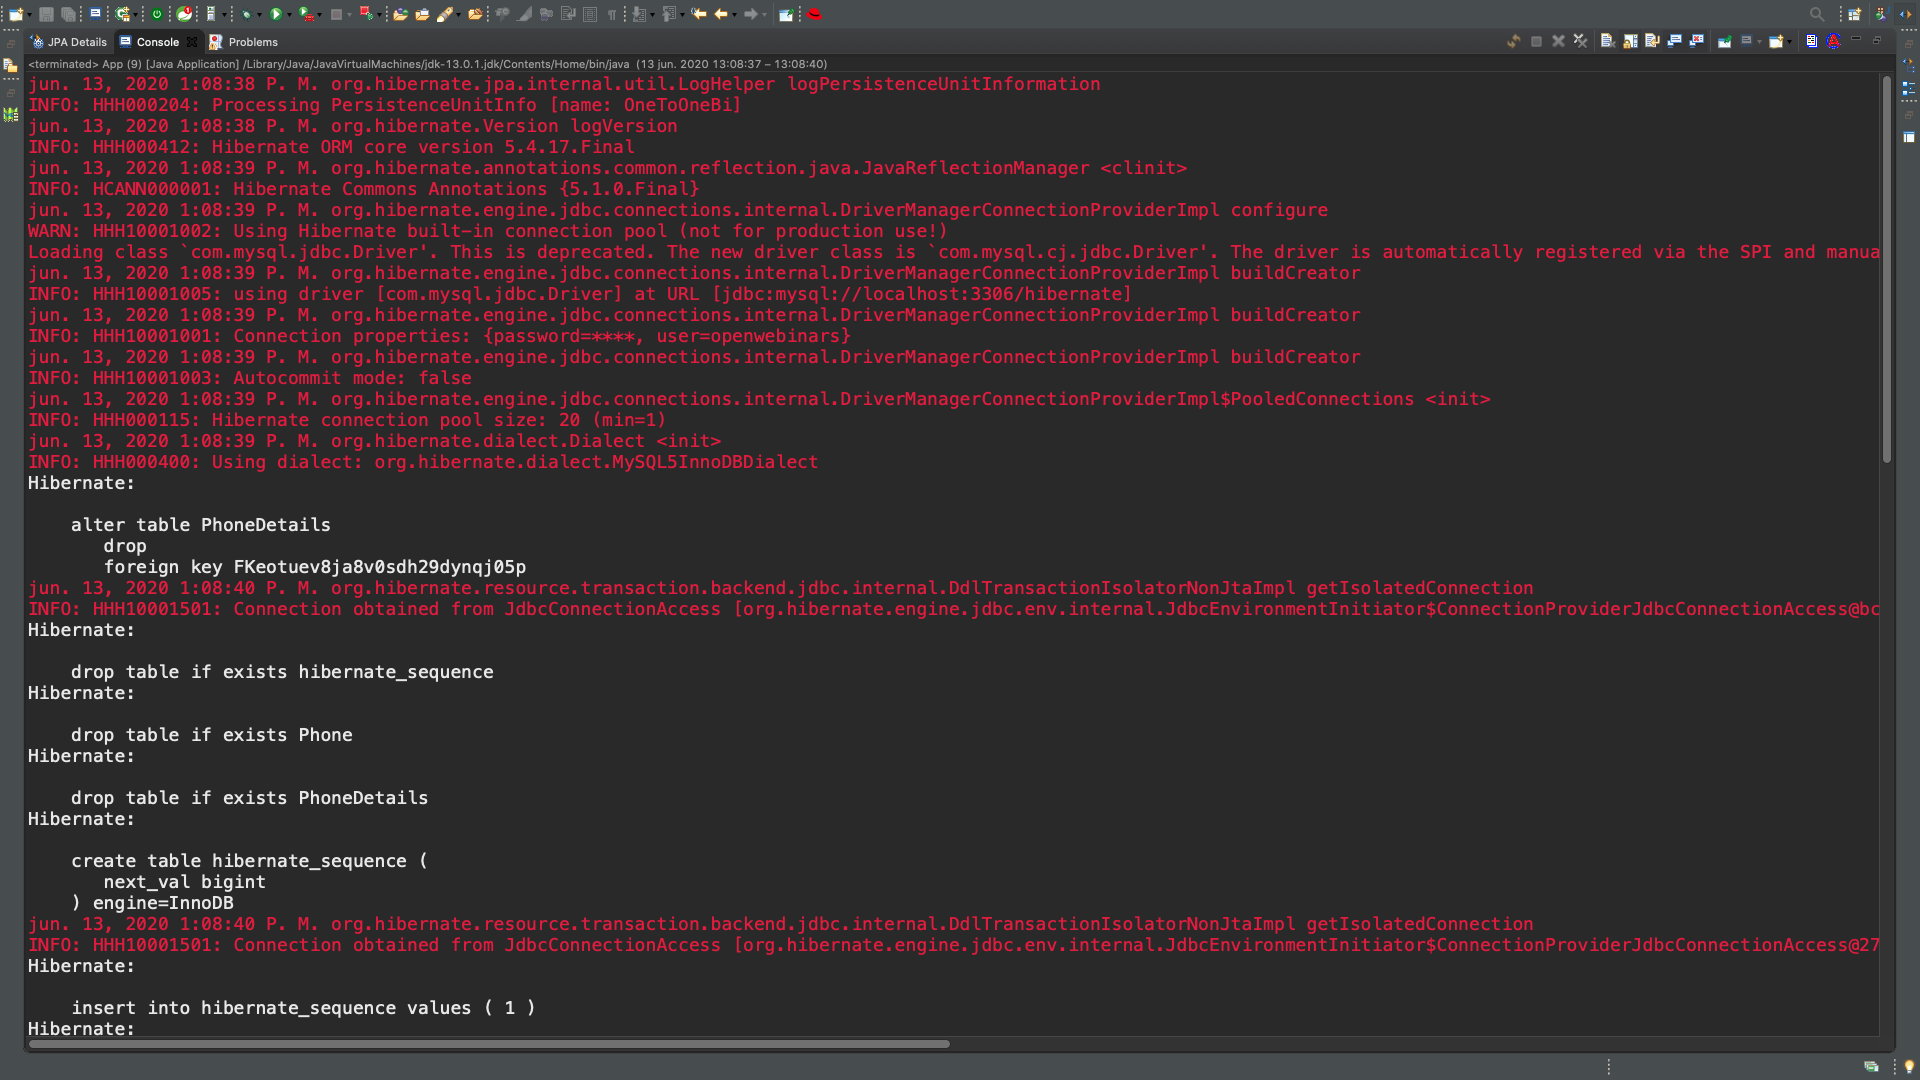 JPA Details
Console
Problems
<terminated> App (9) [Java Application] /Library/Java/JavaVirtualMachines/jdk-13.0.1.jdk/Contents/Home/bin/java  (13 jun. 2020 13:08:37 – 13:08:40)
jun. 13, 2020 1:08:38 P. M. org.hibernate.jpa.internal.util.LogHelper logPersistenceUnitInformation
INFO: HHH000204: Processing PersistenceUnitInfo [name: OneToOneBi]
jun. 13, 2020 1:08:38 P. M. org.hibernate.Version logVersion
INFO: HHH000412: Hibernate ORM core version 5.4.17.Final
jun. 13, 2020 1:08:39 P. M. org.hibernate.annotations.common.reflection.java.JavaReflectionManager <clinit>
INFO: HCANN000001: Hibernate Commons Annotations {5.1.0.Final}
jun. 13, 2020 1:08:39 P. M. org.hibernate.engine.jdbc.connections.internal.DriverManagerConnectionProviderImpl configure
WARN: HHH10001002: Using Hibernate built-in connection pool (not for production use!)
Loading class `com.mysql.jdbc.Driver'. This is deprecated. The new driver class is `com.mysql.cj.jdbc.Driver'. The driver is automatically registered via the SPI and manua
jun. 13, 2020 1:08:39 P. M. org.hibernate.engine.jdbc.connections.internal.DriverManagerConnectionProviderImpl buildCreator
INFO: HHH10001005: using driver [com.mysql.jdbc.Driver] at URL [jdbc:mysql://localhost:3306/hibernate]
jun. 13, 2020 1:08:39 P. M. org.hibernate.engine.jdbc.connections.internal.DriverManagerConnectionProviderImpl buildCreator
INFO: HHH10001001: Connection properties: {password=****, user=openwebinars}
jun. 13, 2020 1:08:39 P. M. org.hibernate.engine.jdbc.connections.internal.DriverManagerConnectionProviderImpl buildCreator
INFO: HHH10001003: Autocommit mode: false
jun. 13, 2020 1:08:39 P. M. org.hibernate.engine.jdbc.connections.internal.DriverManagerConnectionProviderImpl$PooledConnections <init>
INFO: HHH000115: Hibernate connection pool size: 20 (min=1)
jun. 13, 2020 1:08:39 P. M. org.hibernate.dialect.Dialect <init>
INFO: HHH000400: Using dialect: org.hibernate.dialect.MySQL5InnoDBDialect
Hibernate:
alter table PhoneDetails
drop
foreign key FKeotuev8ja8v0sdh29dynqj05p
jun. 13, 2020 1:08:40 P. M. org.hibernate.resource.transaction.backend.jdbc.internal.DdlTransactionIsolatorNonJtaImpl getIsolatedConnection
INFO: HHH10001501: Connection obtained from JdbcConnectionAccess [org.hibernate.engine.jdbc.env.internal.JdbcEnvironmentInitiator$ConnectionProviderJdbcConnectionAccess@bc
Hibernate:
drop table if exists hibernate_sequence
Hibernate:
drop table if exists Phone
Hibernate:
drop table if exists PhoneDetails
Hibernate:
create table hibernate_sequence (
next_val bigint
) engine=InnoDB
jun. 13, 2020 1:08:40 P. M. org.hibernate.resource.transaction.backend.jdbc.internal.DdlTransactionIsolatorNonJtaImpl getIsolatedConnection
INFO: HHH10001501: Connection obtained from JdbcConnectionAccess [org.hibernate.engine.jdbc.env.internal.JdbcEnvironmentInitiator$ConnectionProviderJdbcConnectionAccess@27
Hibernate:
insert into hibernate_sequence values ( 1 )
Hibernate: